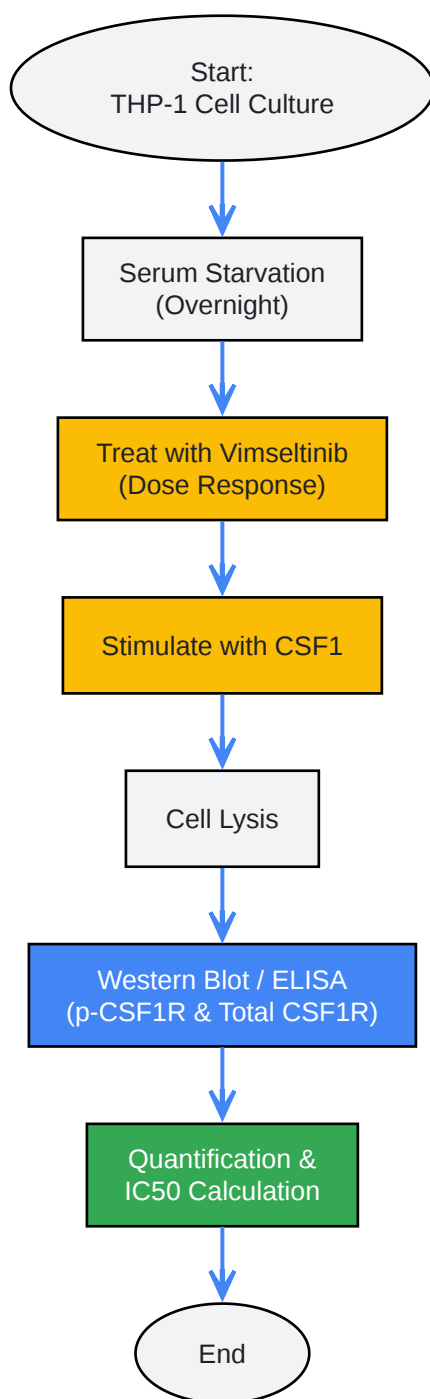 Start:
THP-1 Cell Culture
Serum Starvation
(Overnight)
Treat with Vimseltinib
(Dose Response)
Stimulate with CSF1
Cell Lysis
Western Blot / ELISA
(p-CSF1R & Total CSF1R)
Quantification &
IC50 Calculation
End